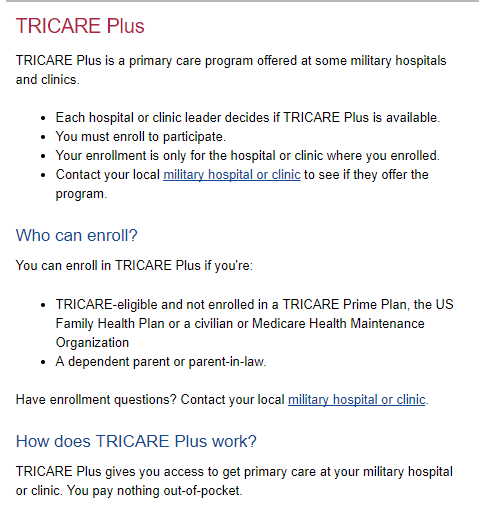 TRICARE Plus
TRICARE Plus is a primary care program offered at some military hospitals
and clinics.
• Each hospital or clinic leader decides if TRICARE Plus is available.
• You must enroll to participate.
• Your enrollment is only for the hospital or clinic where you enrolled.
• Contact your local military hospital or clinic to see if they offer the
program.
Who can enroll?
You can enroll in TRICARE Plus if you're:
• TRICARE-eligible and not enrolled in a TRICARE Prime Plan, the US
Family Health Plan or a civilian or Medicare Health Maintenance
Organization
• A dependent parent or parent-in-law.
Have enrollment questions? Contact your local military hospital or clinic.
How does TRICARE Plus work?
TRICARE Plus gives you access to get primary care at your military hospital
or clinic. You pay nothing out-of-pocket.